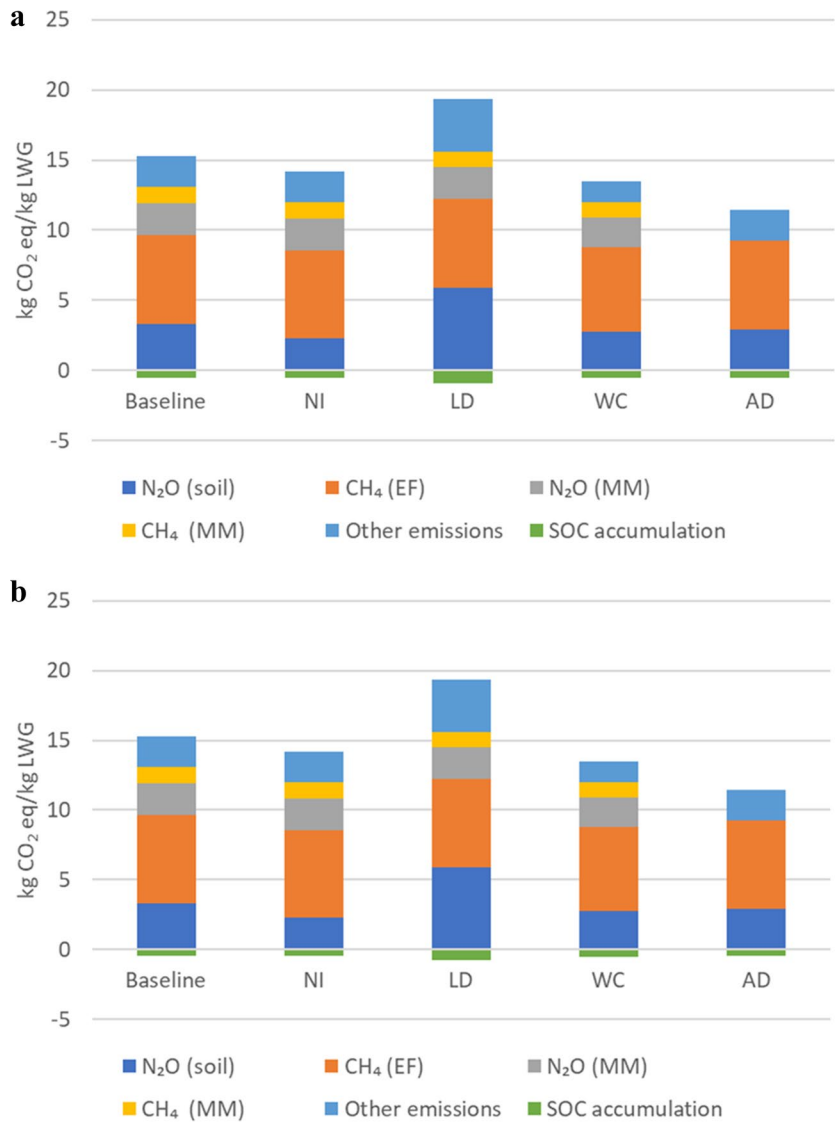 a
25
20
15
10
5
0
-5
kg CO₂ eq/kg LWG
Baseline NI LD WC AD
N₂O (soil) CH₄ (EF) N₂O (MM)
CH₄ (MM) Other emissions SOC accumulation
b
25
20
15
10
5
0
-5
kg CO₂ eq/kg LWG
Baseline NI LD WC AD
N₂O (soil) CH₄ (EF) N₂O (MM)
CH₄ (MM) Other emissions SOC accumulation